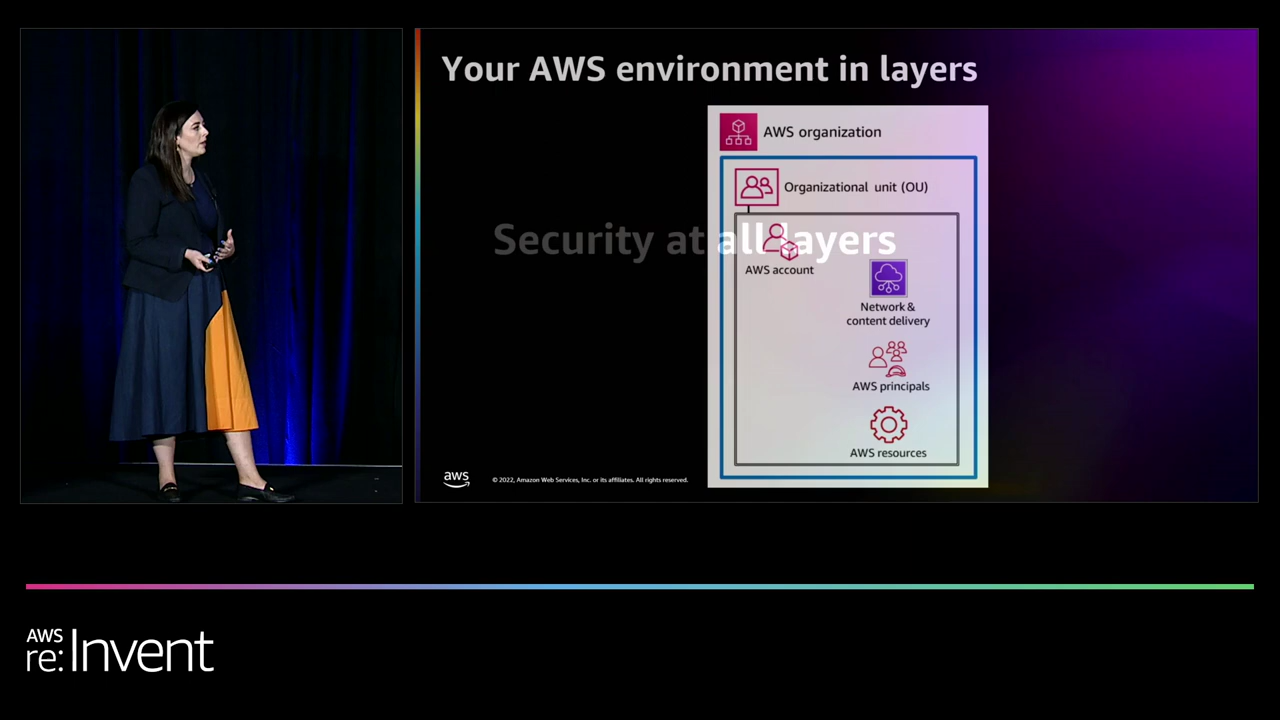 Your AWS environment in layers
AWS organization
Organizational unit (OU)
Security at all layers
AWS account
Network &
content delivery
AWS principals
AWS resources
aws
© 2022, Amazon Web Services, Inc. or its affiliates. All rights reserved.
AWS
re:Invent